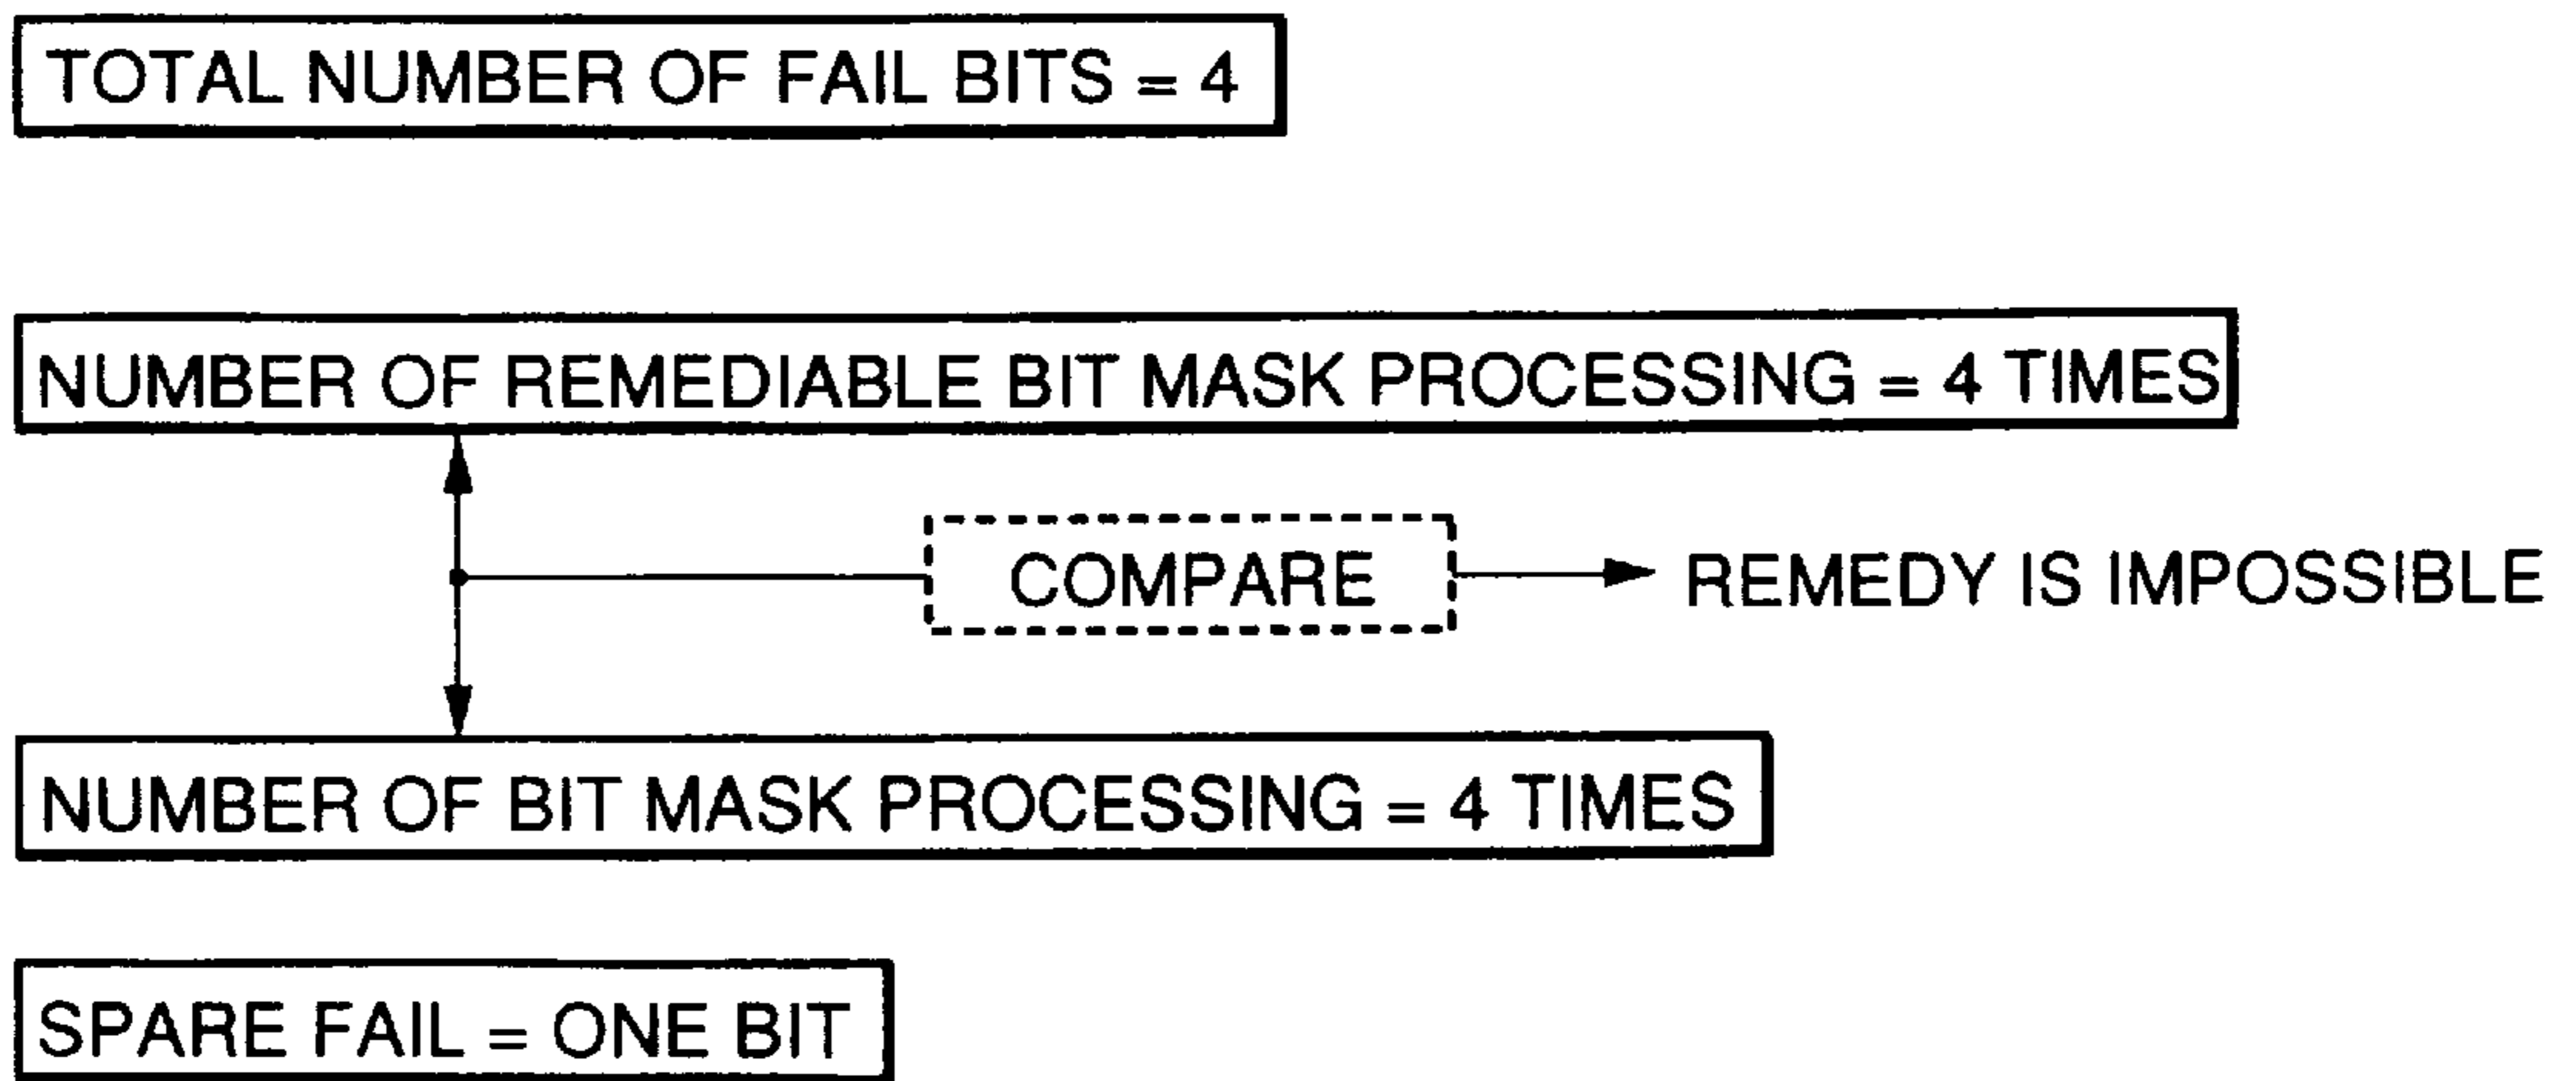 TOTAL NUMBER OF FAIL BITS = 4
NUMBER OF REMEDIABLE BIT MASK PROCESSING = 4 TIMES
COMPARE
REMEDY IS IMPOSSIBLE
NUMBER OF BIT MASK PROCESSING = 4 TIMES
SPARE FAIL = ONE BIT